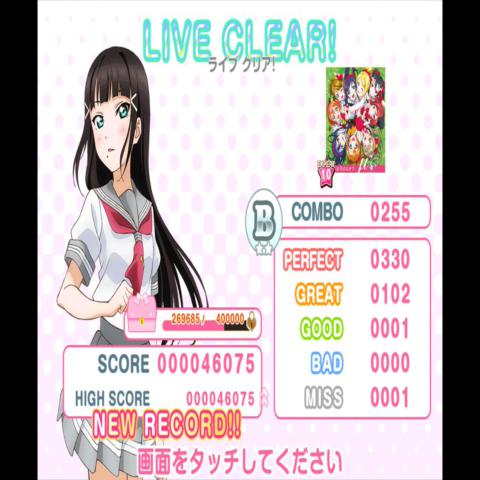 LIVE CLEAR!
ライブ クリア!
10
B
COMBO 0255
PERFECT 0330
GREAT 0102
GOOD 0001
BAD 0000
MISS 0001
269685/ 400000
SCORE 000046075
HIGH SCORE 000046075
NEW RECORD!!
画面をタッチしてください